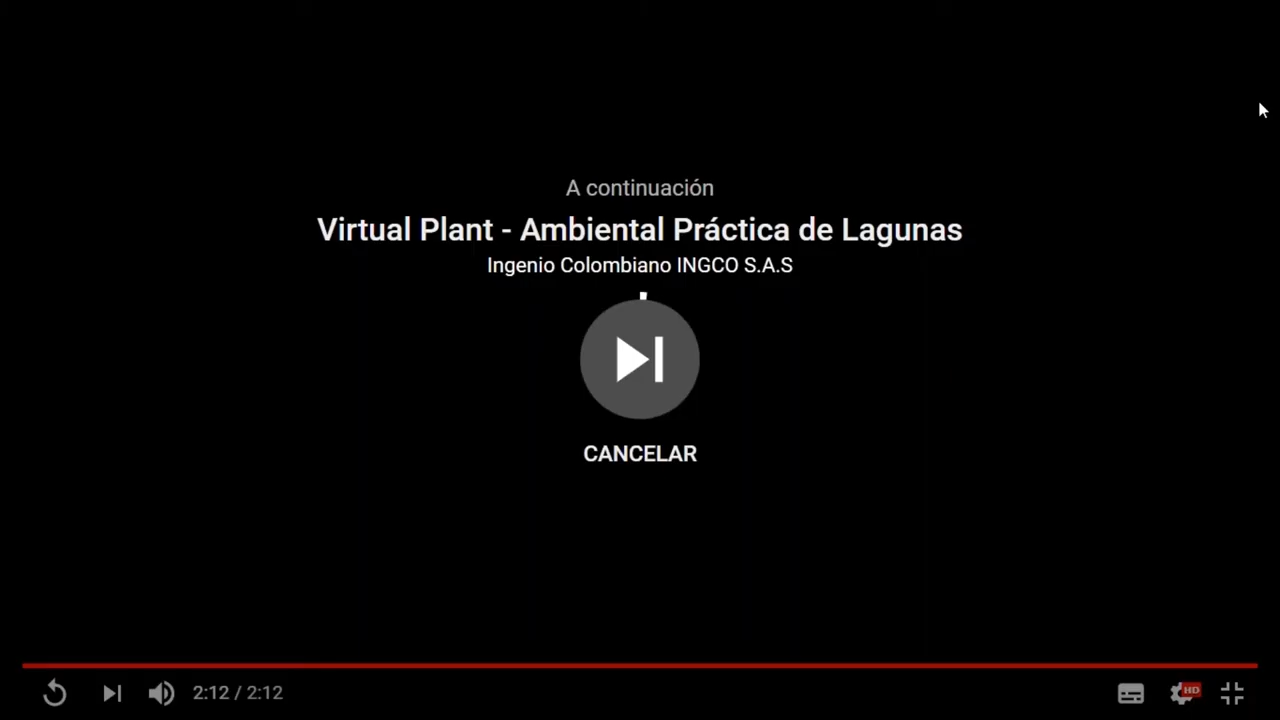 A continuación
Virtual Plant - Ambiental Práctica de Lagunas
Ingenio Colombiano INGCO S.A.S
CANCELAR
2:12 / 2:12
HD